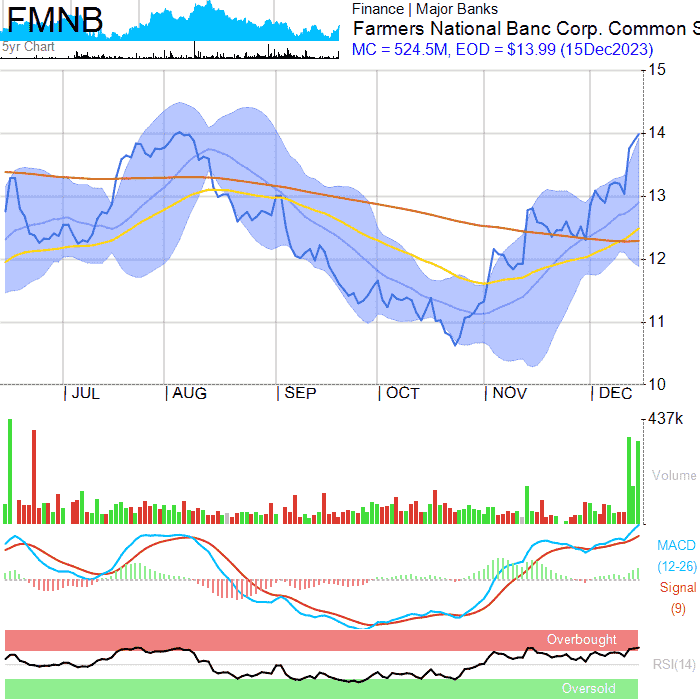 FMNB
5yr Chart
Finance | Major Banks
Farmers National Banc Corp. Common S
MC = 524.5M, EOD = $13.99 (15Dec2023)
15
14
13
12
11
10
| JUL | AUG | SEP | OCT | NOV | DEC
437k
Volume
MACD
(12-26)
Signal
(9)
Overbought
RSI(14)
Oversold